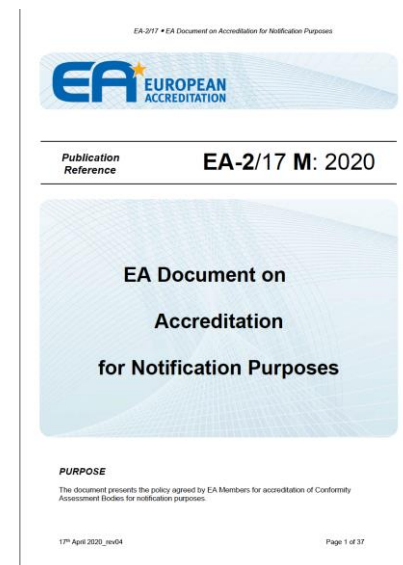 EA-2/17 • EA Document on Accreditation for Notification Purposes
EA EUROPEAN
ACCREDITATION
Publication
Reference
EA-2/17 M: 2020
EA Document on
Accreditation
for Notification Purposes
PURPOSE
The document presents the policy agreed by EA Members for accreditation of Conformity
Assessment Bodies for notification purposes.
17th April 2020_rev04 Page 1 of 37